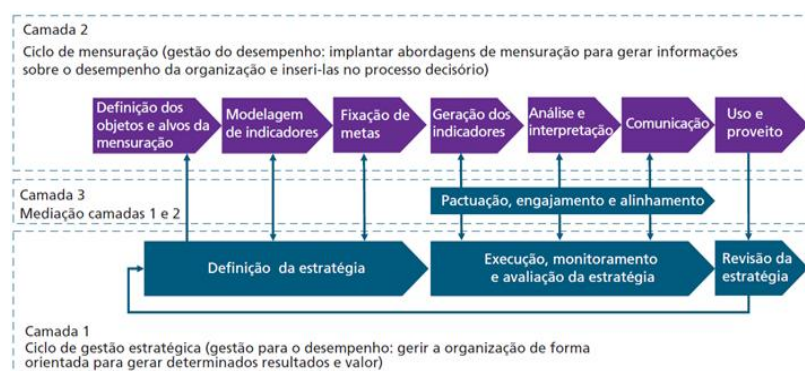 Camada 2
Ciclo de mensuração (gestão do desempenho: implantar abordagens de mensuração para gerar informações
sobre o desempenho da organização e inseri-las no processo decisório)
Definição dos
objetos e alvos da
mensuração
Modelagem
de indicadores
Fixação de
metas
Geração dos
indicadores
Análise e
interpretação
Comunicação
Uso e
proveito
Camada 3
Mediação camadas 1 e 2
Pactuação, engajamento e alinhamento
Definição da estratégia
Execução, monitoramento
e avaliação da estratégia
Revisão da
estratégia
Camada 1
Ciclo de gestão estratégica (gestão para o desempenho: gerir a organização de forma
orientada para gerar determinados resultados e valor)